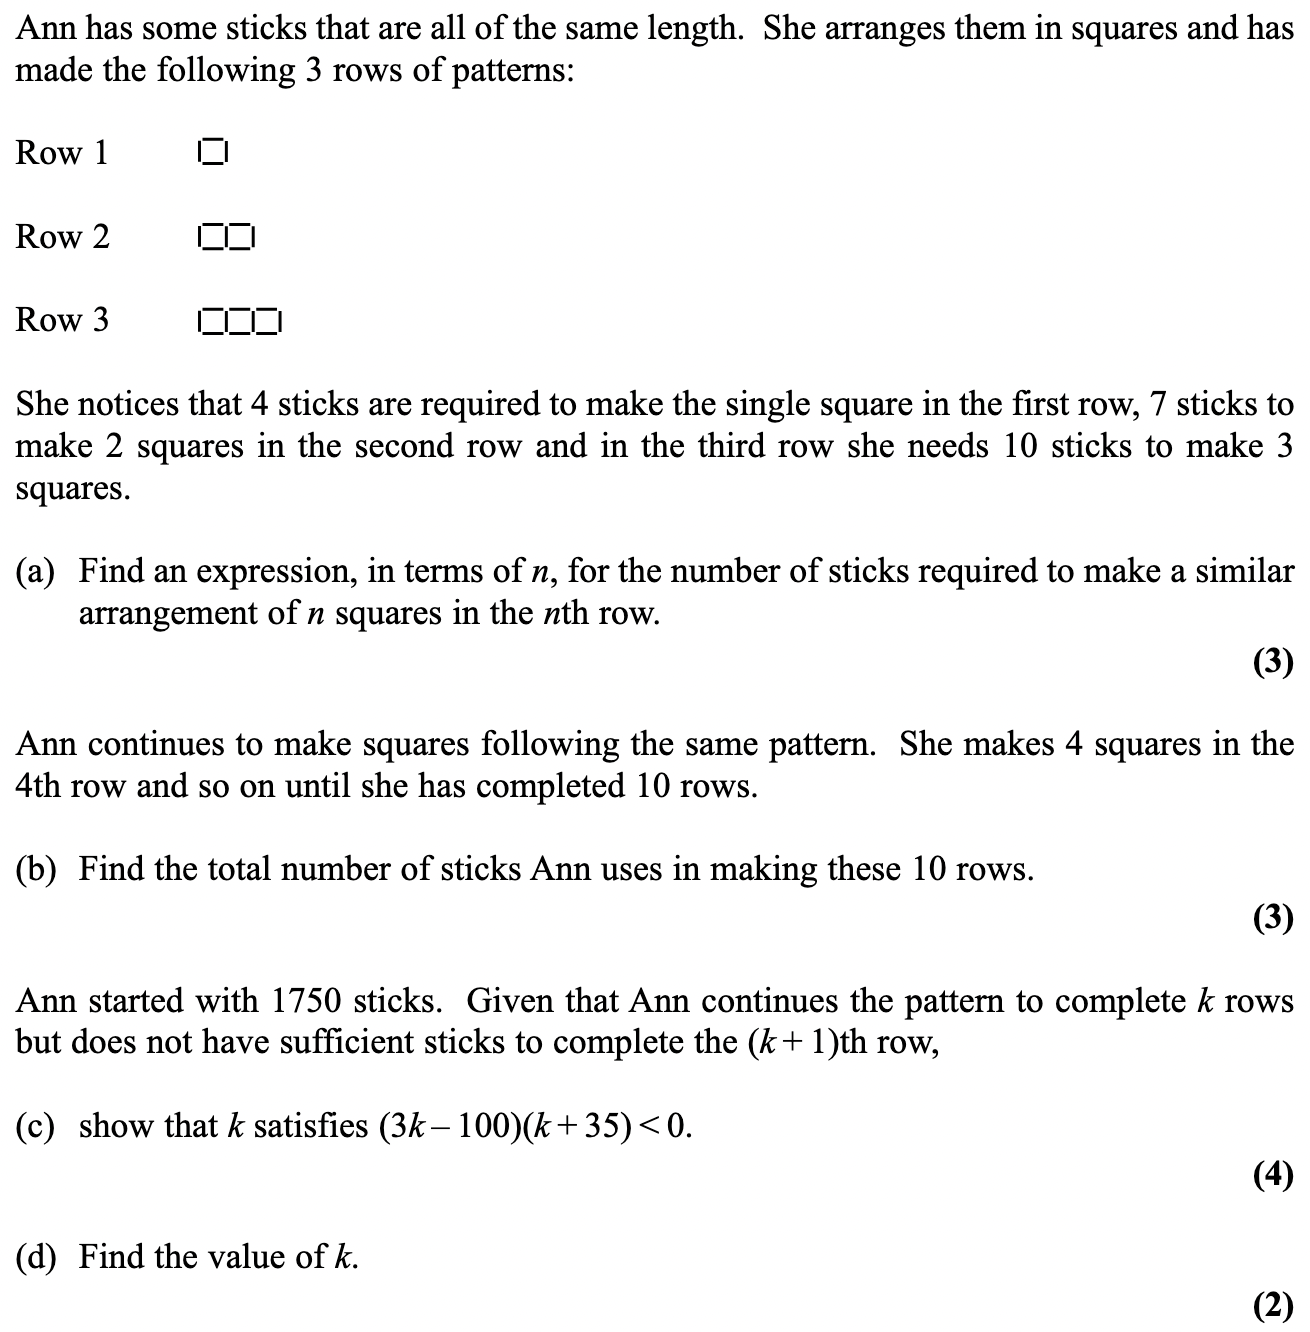 Ann has some sticks that are all of the same length. She arranges them in squares and has
made the following 3 rows of patterns:
Row 1
Row 2
Row 3
She notices that 4 sticks are required to make the single square in the first row, 7 sticks to
make 2 squares in the second row and in the third row she needs 10 sticks to make 3
squares.
(a) Find an expression, in terms of n, for the number of sticks required to make a similar
arrangement of n squares in the nth row.
(3)
Ann continues to make squares following the same pattern. She makes 4 squares in the
4th row and so on until she has completed 10 rows.
(b) Find the total number of sticks Ann uses in making these 10 rows.
(3)
Ann started with 1750 sticks. Given that Ann continues the pattern to complete k rows
but does not have sufficient sticks to complete the (k + 1)th row,
(c) show that k satisfies (3k – 100)(k + 35) < 0.
(4)
(d) Find the value of k.
(2)